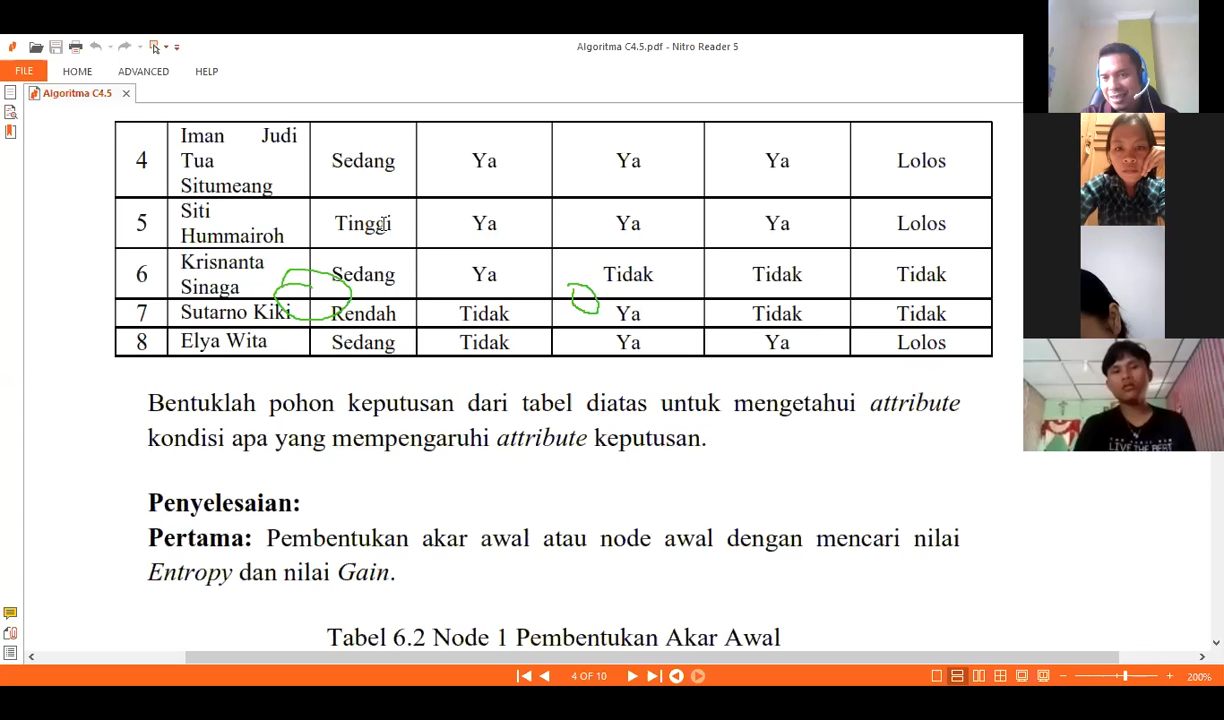 Algoritma C4.5.pdf - Nitro Reader 5
FILE HOME ADVANCED HELP
Algoritma C4.5
4 Iman Judi Tua Situmeang Sedang Ya Ya Ya Lolos
5 Siti Hummairoh Tinggi Ya Ya Ya Lolos
6 Krisnanta Sinaga Sedang Ya Tidak Tidak Tidak
7 Sutarno Kiki Rendah Tidak Ya Tidak Tidak
8 Elya Wita Sedang Tidak Ya Ya Lolos
Bentuklah pohon keputusan dari tabel diatas untuk mengetahui attribute
kondisi apa yang mempengaruhi attribute keputusan.
Penyelesaian:
Pertama: Pembentukan akar awal atau node awal dengan mencari nilai
Entropy dan nilai Gain.
Tabel 6.2 Node 1 Pembentukan Akar Awal
4 OF 10
200%